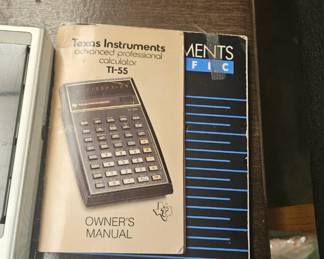 Texas Instruments
advanced professional
calculator
TI-55
OWNER'S
MANUAL
MENTS
FIC